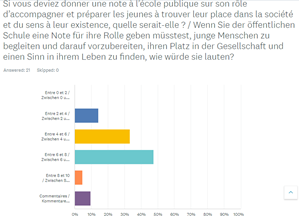 Si vous deviez donner une note à l'école publique sur son rôle
d'accompagner et préparer les jeunes à trouver leur place dans la société
et du sens à leur existence, quelle serait-elle ? / Wenn Sie der öffentlichen
Schule eine Note für ihre Rolle geben müsstest, junge Menschen zu
begleiten und darauf vorzubereiten, ihren Platz in der Gesellschaft und
einen Sinn in ihrem Leben zu finden, wie würde sie lauten?
Answered: 21 Skipped: 0
Entre 0 et 2 /
Zwischen 0 u...
Entre 2 et 4 /
Zwischen 2 u...
Entre 4 et 6 /
Zwischen 4 u...
Entre 6 et 8 /
Zwischen 6 u...
Entre 8 et 10
/ Zwischen 8...
Commentaires /
Kommentare...
0% 10% 20% 30% 40% 50% 60% 70% 80% 90% 100%